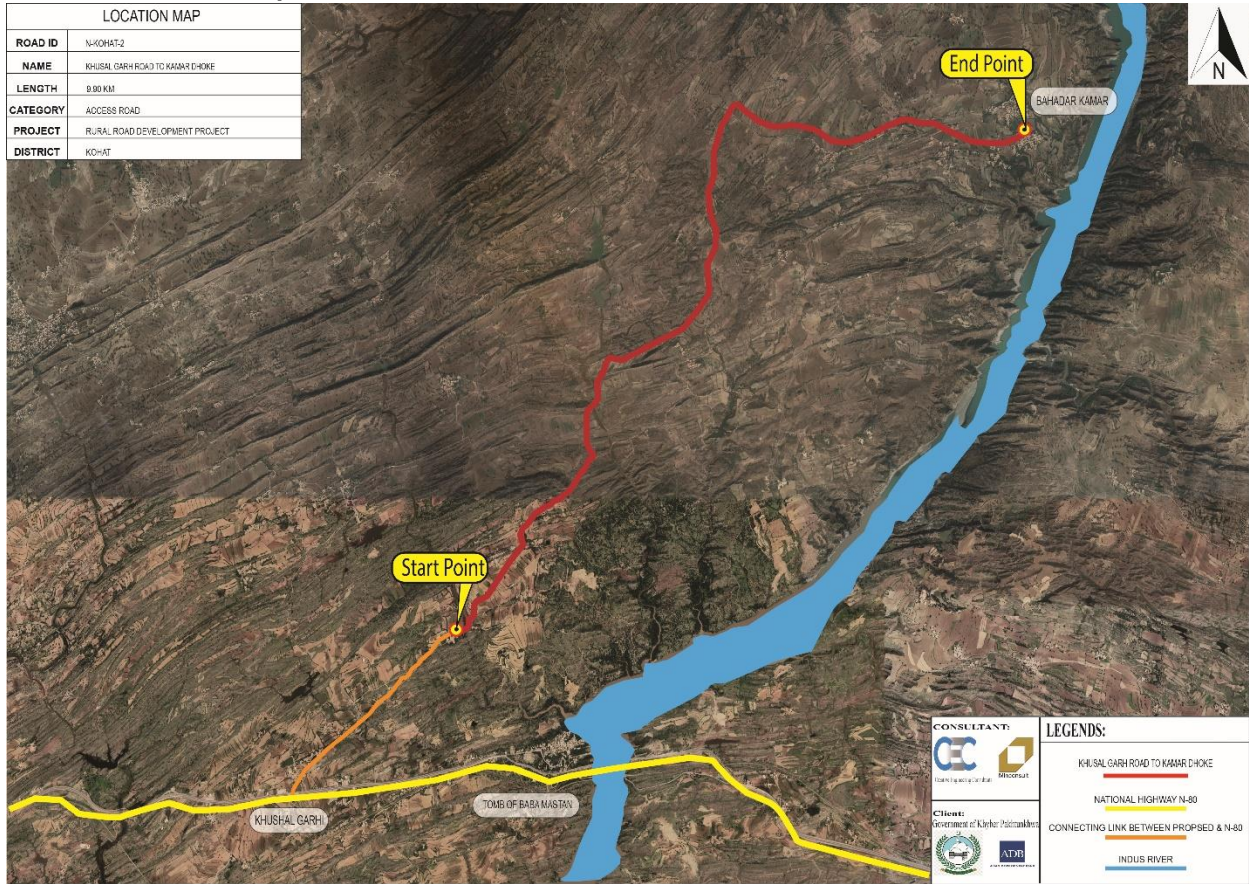 LOCATION MAP
ROAD ID N-KOHAT-2
NAME KHUSAL GARH ROAD TO KAMAR DHOKE
LENGTH 9.90 KM
CATEGORY ACCESS ROAD
PROJECT RURAL ROAD DEVELOPMENT PROJECT
DISTRICT KOHAT
N
End Point
BAHADAR KAMAR
Start Point
KHUSHAL GARHI
TOMB OF BABA MASTAN
CONSULTANT:
CEC
Client:
Government of Khyber Pakhtunkhwa
ADB
LEGENDS:
KHUSAL GARH ROAD TO KAMAR DHOKE
NATIONAL HIGHWAY N-80
CONNECTING LINK BETWEEN PROPSED & N-80
INDUS RIVER